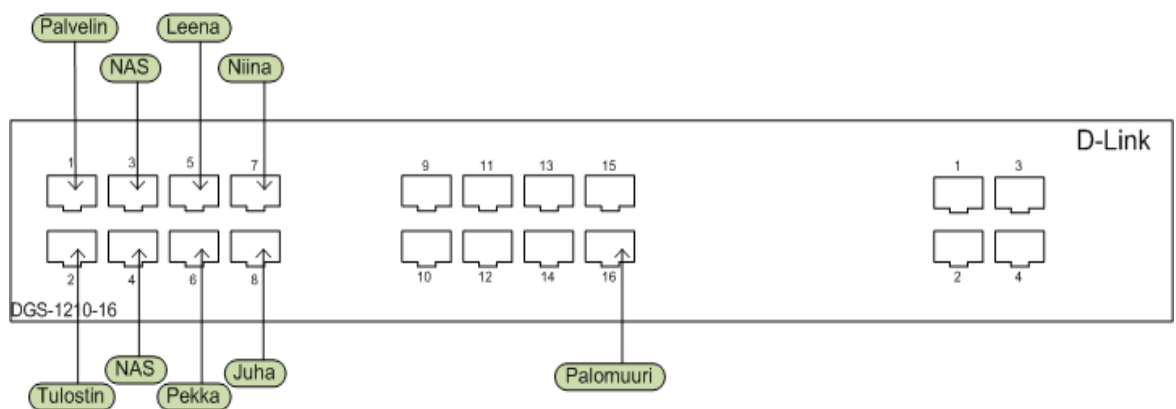 Palvelin Leena
NAS Niina
D-Link
1 3 5 7 9 11 13 15 1 3
2 4 6 8 10 12 14 16 2 4
DGS-1210-16
NAS Juha Palomuuri
Tulostin Pekka